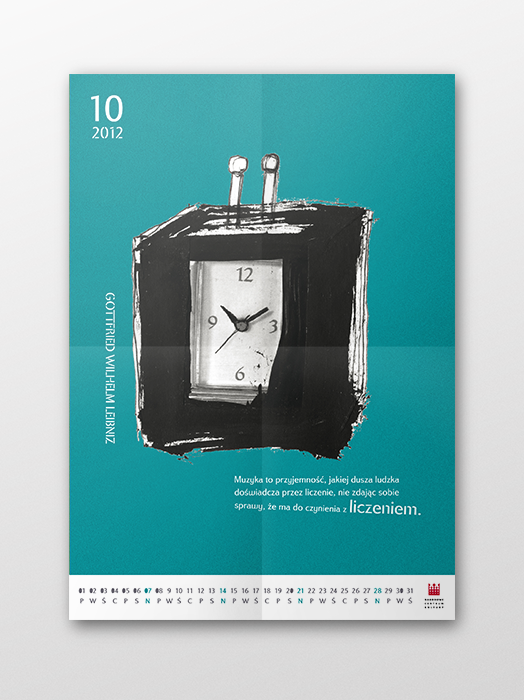 10
2012
12
9
3
6
GOTTFRIED WILHELM LEIBNIZ
Muzyka to przyjemność, jakiej dusza ludzka
doświadcza przez liczenie, nie zdając sobie
sprawy, że ma do czynienia z liczeniem.
01 02 03 04 05 06 07 08 09 10 11 12 13 14 15 16 17 18 19 20 21 22 23 24 25 26 27 28 29 30 31
P W Ś C P S N P W Ś C P S N P W Ś C P S N P W Ś C P S N P W Ś
NARODOWE
CENTRUM
KULTURY